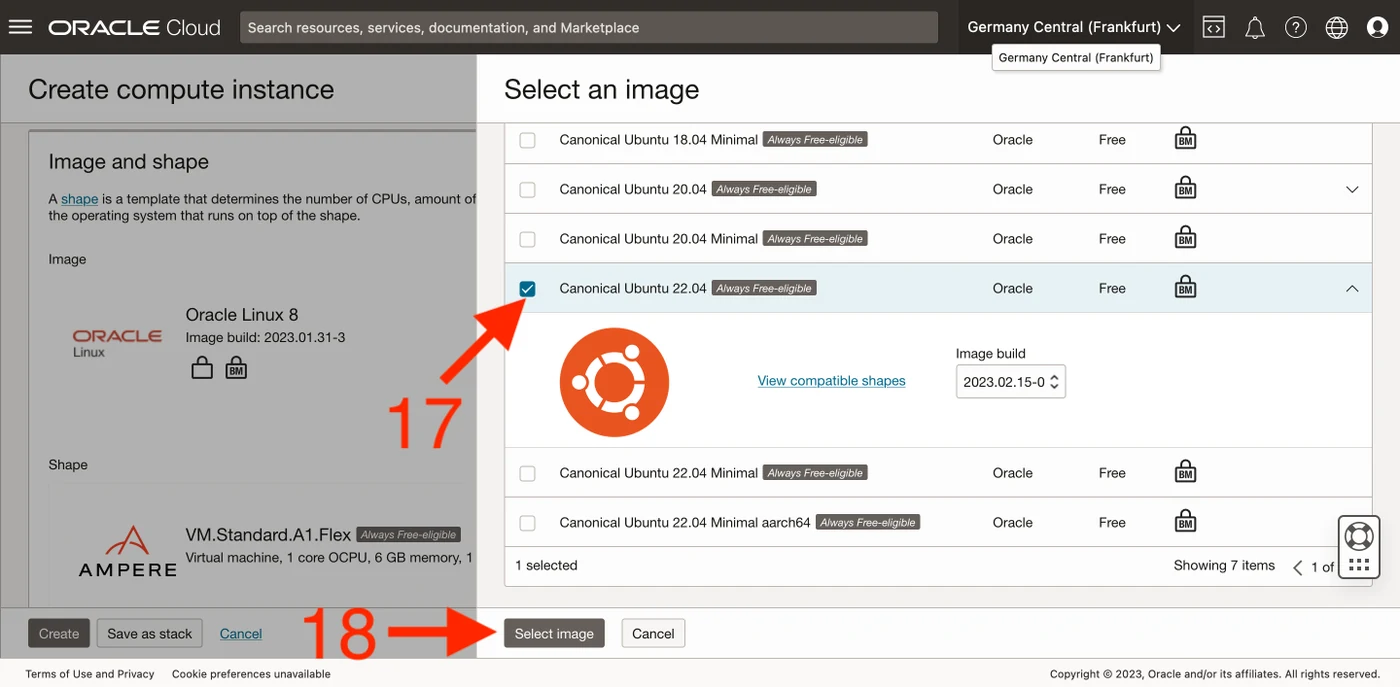 ORACLE Cloud
Search resources, services, documentation, and Marketplace
Germany Central (Frankfurt)
Germany Central (Frankfurt)
Create compute instance
Image and shape
A shape is a template that determines the number of CPUs, amount of
the operating system that runs on top of the shape.
Image
ORACLE
Linux
Oracle Linux 8
Image build: 2023.01.31-3
BM
Shape
AMPERE
VM.Standard.A1.Flex Always Free-eligible
Virtual machine, 1 core OCPU, 6 GB memory, 1
Create Save as stack Cancel
Select an image
Canonical Ubuntu 18.04 Minimal Always Free-eligible Oracle Free BM
Canonical Ubuntu 20.04 Always Free-eligible Oracle Free BM
Canonical Ubuntu 20.04 Minimal Always Free-eligible Oracle Free BM
Canonical Ubuntu 22.04 Always Free-eligible Oracle Free BM
17
View compatible shapes
Image build
2023.02.15-0
Canonical Ubuntu 22.04 Minimal Always Free-eligible Oracle Free BM
Canonical Ubuntu 22.04 Minimal aarch64 Always Free-eligible Oracle Free BM
1 selected Showing 7 items 1 of
18
Select image Cancel
Terms of Use and Privacy Cookie preferences unavailable
Copyright © 2023, Oracle and/or its affiliates. All rights reserved.